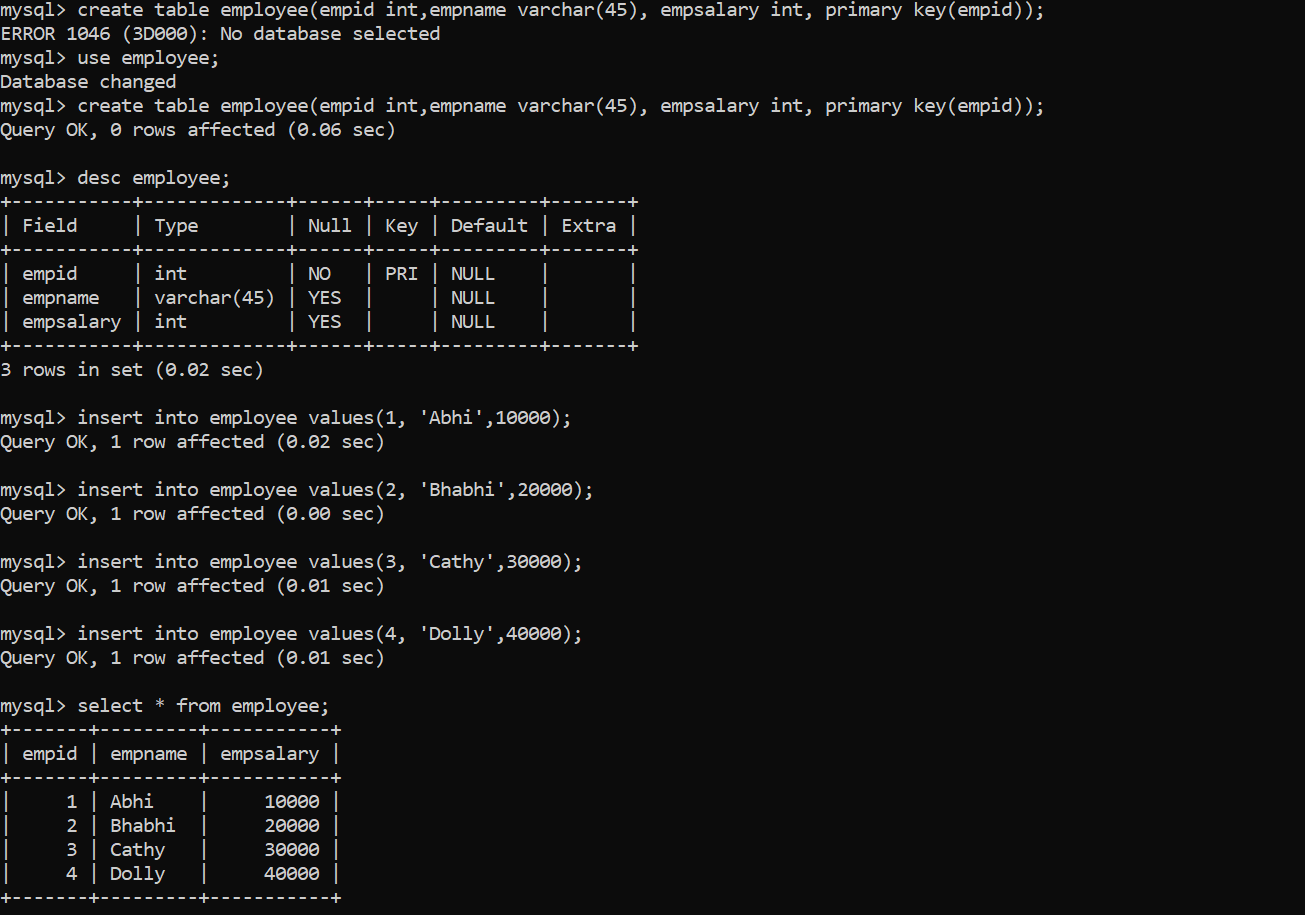 mysql> create table employee(empid int,empname varchar(45), empsalary int, primary key(empid));
ERROR 1046 (3D000): No database selected
mysql> use employee;
Database changed
mysql> create table employee(empid int,empname varchar(45), empsalary int, primary key(empid));
Query OK, 0 rows affected (0.06 sec)

mysql> desc employee;
+-----------+-------------+------+-----+---------+-------+
| Field     | Type        | Null | Key | Default | Extra |
+-----------+-------------+------+-----+---------+-------+
| empid     | int         | NO   | PRI | NULL    |       |
| empname   | varchar(45) | YES  |     | NULL    |       |
| empsalary | int         | YES  |     | NULL    |       |
+-----------+-------------+------+-----+---------+-------+
3 rows in set (0.02 sec)

mysql> insert into employee values(1, 'Abhi',10000);
Query OK, 1 row affected (0.02 sec)

mysql> insert into employee values(2, 'Bhabhi',20000);
Query OK, 1 row affected (0.00 sec)

mysql> insert into employee values(3, 'Cathy',30000);
Query OK, 1 row affected (0.01 sec)

mysql> insert into employee values(4, 'Dolly',40000);
Query OK, 1 row affected (0.01 sec)

mysql> select * from employee;
+-------+---------+-----------+
| empid | empname | empsalary |
+-------+---------+-----------+
|     1 | Abhi    |     10000 |
|     2 | Bhabhi  |     20000 |
|     3 | Cathy   |     30000 |
|     4 | Dolly   |     40000 |
+-------+---------+-----------+